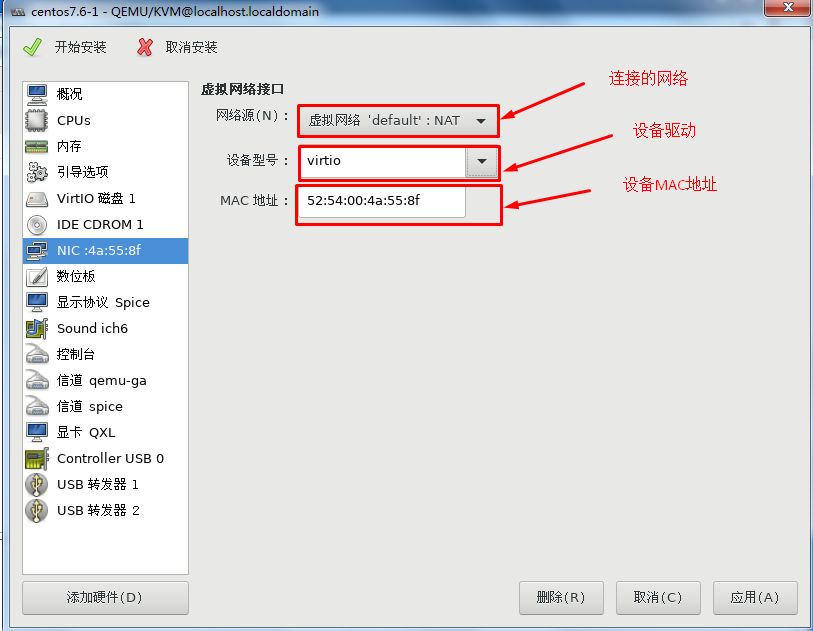 centos7.6-1 - QEMU/KVM@localhost.localdomain
开始安装 取消安装
概况
CPUs
内存
引导选项
VirtIO 磁盘 1
IDE CDROM 1
NIC :4a:55:8f
数位板
显示协议 Spice
Sound ich6
控制台
信道 qemu-ga
信道 spice
显卡 QXL
Controller USB 0
USB 转发器 1
USB 转发器 2
虚拟网络接口
网络源(N)： 虚拟网络 'default' : NAT
设备型号： virtio
MAC 地址： 52:54:00:4a:55:8f
连接的网络
设备驱动
设备MAC地址
添加硬件(D) 删除(R) 取消(C) 应用(A)